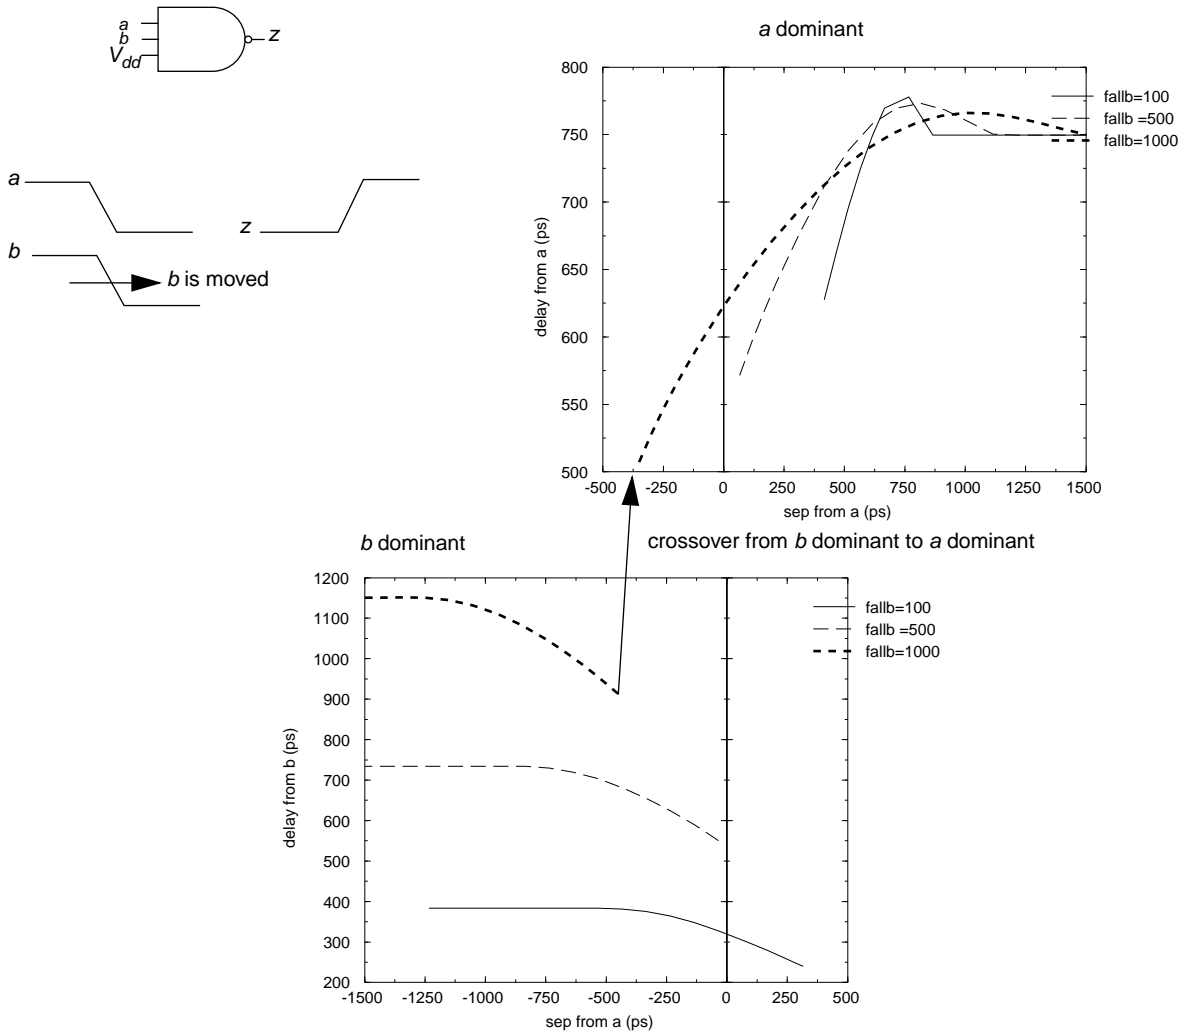 a
b
Vdd
z
a
z
b
b is moved
a dominant
800
750
700
650
600
550
500
delay from a (ps)
-500 -250 0 250 500 750 1000 1250 1500
sep from a (ps)
fallb=100
fallb =500
fallb=1000
b dominant
crossover from b dominant to a dominant
1200
1100
1000
900
800
700
600
500
400
300
200
delay from b (ps)
-1500 -1250 -1000 -750 -500 -250 0 250 500
sep from a (ps)
fallb=100
fallb =500
fallb=1000